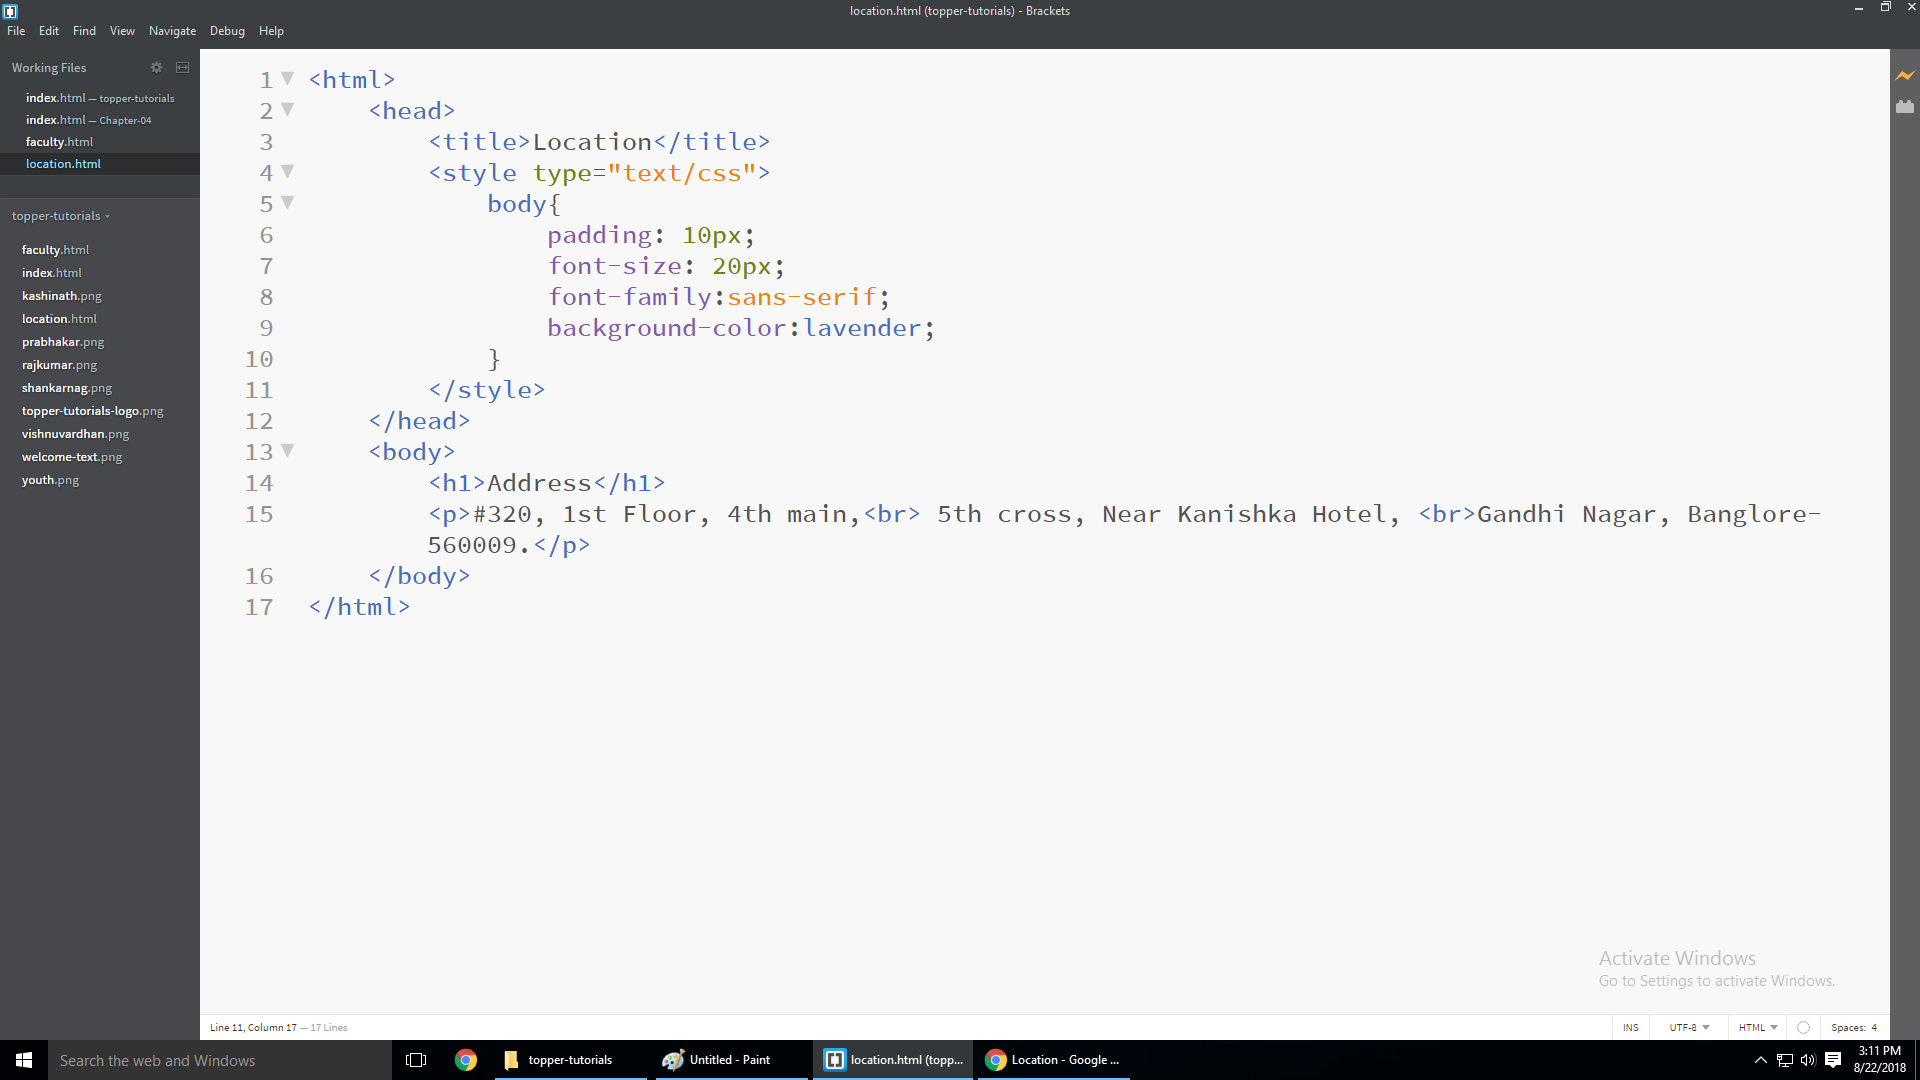 location.html (topper-tutorials) - Brackets
File Edit Find View Navigate Debug Help
Working Files
index.html — topper-tutorials
index.html — Chapter-04
faculty.html
location.html
topper-tutorials
faculty.html
index.html
kashinath.png
location.html
prabhakar.png
rajkumar.png
shankarnag.png
topper-tutorials-logo.png
vishnuvardhan.png
welcome-text.png
youth.png
1 <html>
2 <head>
3 <title>Location</title>
4 <style type="text/css">
5 body{
6 padding: 10px;
7 font-size: 20px;
8 font-family:sans-serif;
9 background-color:lavender;
10 }
11 </style>
12 </head>
13 <body>
14 <h1>Address</h1>
15 <p>#320, 1st Floor, 4th main,<br> 5th cross, Near Kanishka Hotel, <br>Gandhi Nagar, Banglore-
560009.</p>
16 </body>
17 </html>
Activate Windows
Go to Settings to activate Windows.
Line 11, Column 17 — 17 Lines
INS UTF-8 HTML Spaces: 4
Search the web and Windows
topper-tutorials
Untitled - Paint
location.html (topp...
Location - Google ...
3:11 PM
8/22/2018